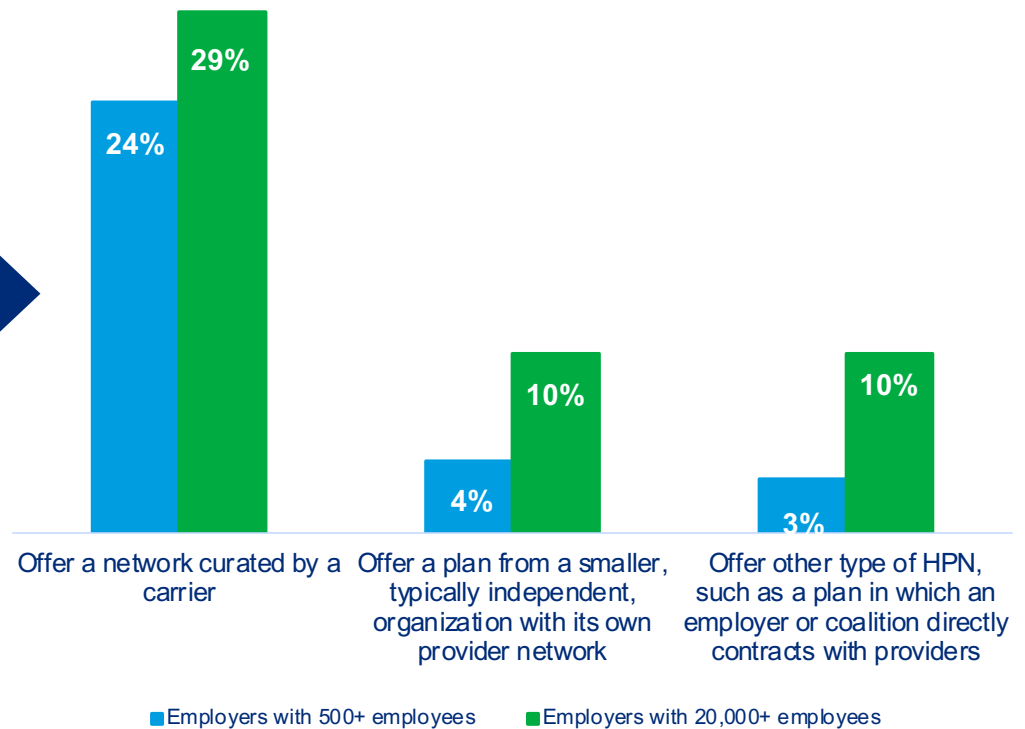 29%
24%
10%
10%
4%
3%
Offer a network curated by a
carrier
Offer a plan from a smaller,
typically independent,
organization with its own
provider network
Offer other type of HPN,
such as a plan in which an
employer or coalition directly
contracts with providers
Employers with 500+ employees
Employers with 20,000+ employees